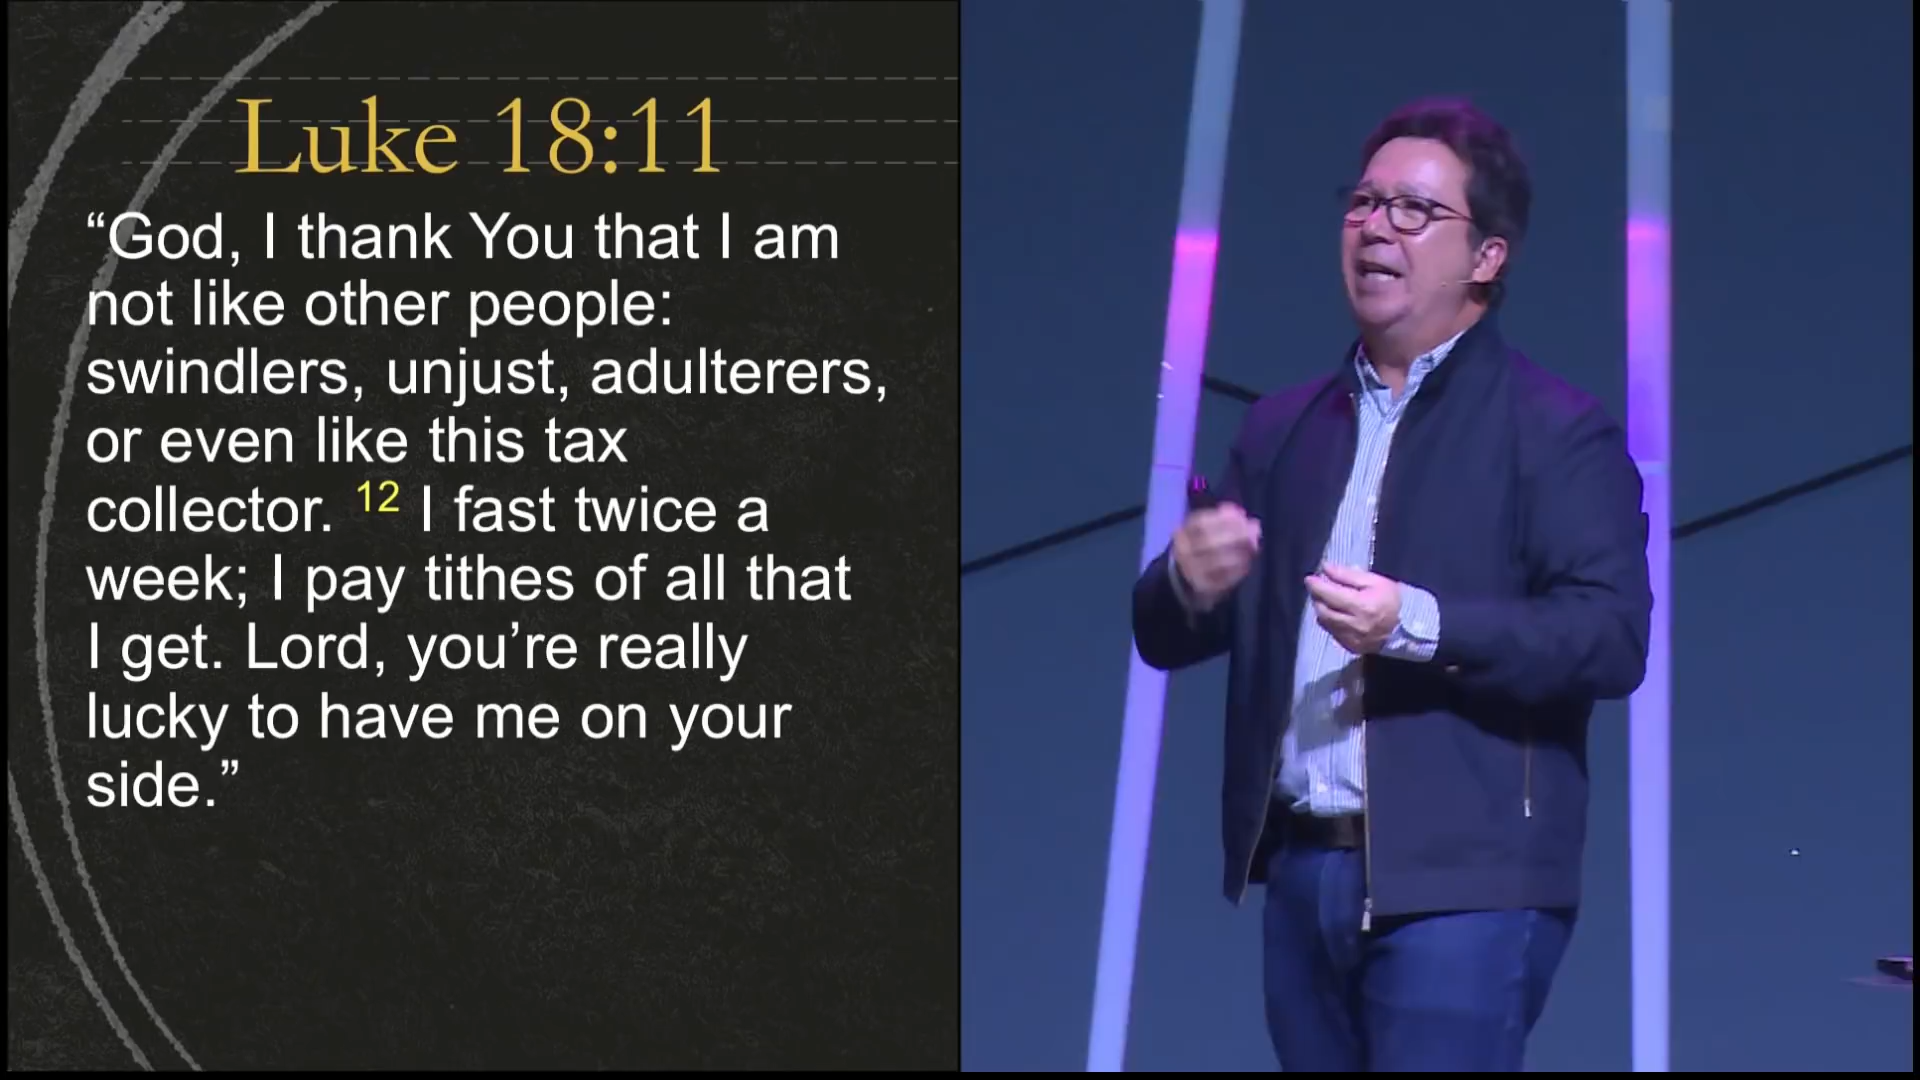 Luke 18:11
“God, I thank You that I am
not like other people:
swindlers, unjust, adulterers,
or even like this tax
collector. 12 I fast twice a
week; I pay tithes of all that
I get. Lord, you’re really
lucky to have me on your
side.”